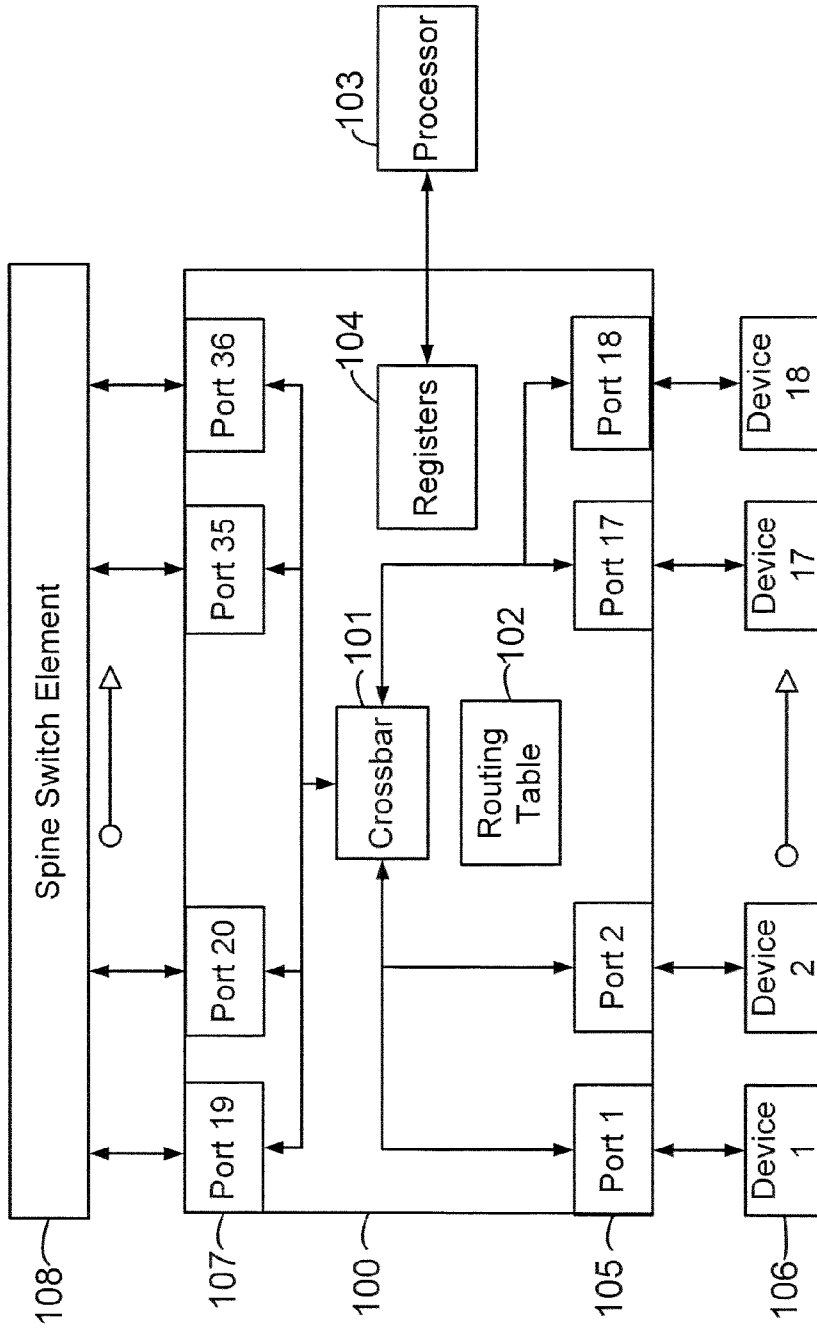 108
Spine Switch Element
107
Port 19
Port 20
Port 35
Port 36
100
Crossbar
101
Routing
Table
102
Registers
104
Processor
103
105
Port 1
Port 2
Port 17
Port 18
106
Device
1
Device
2
Device
17
Device
18